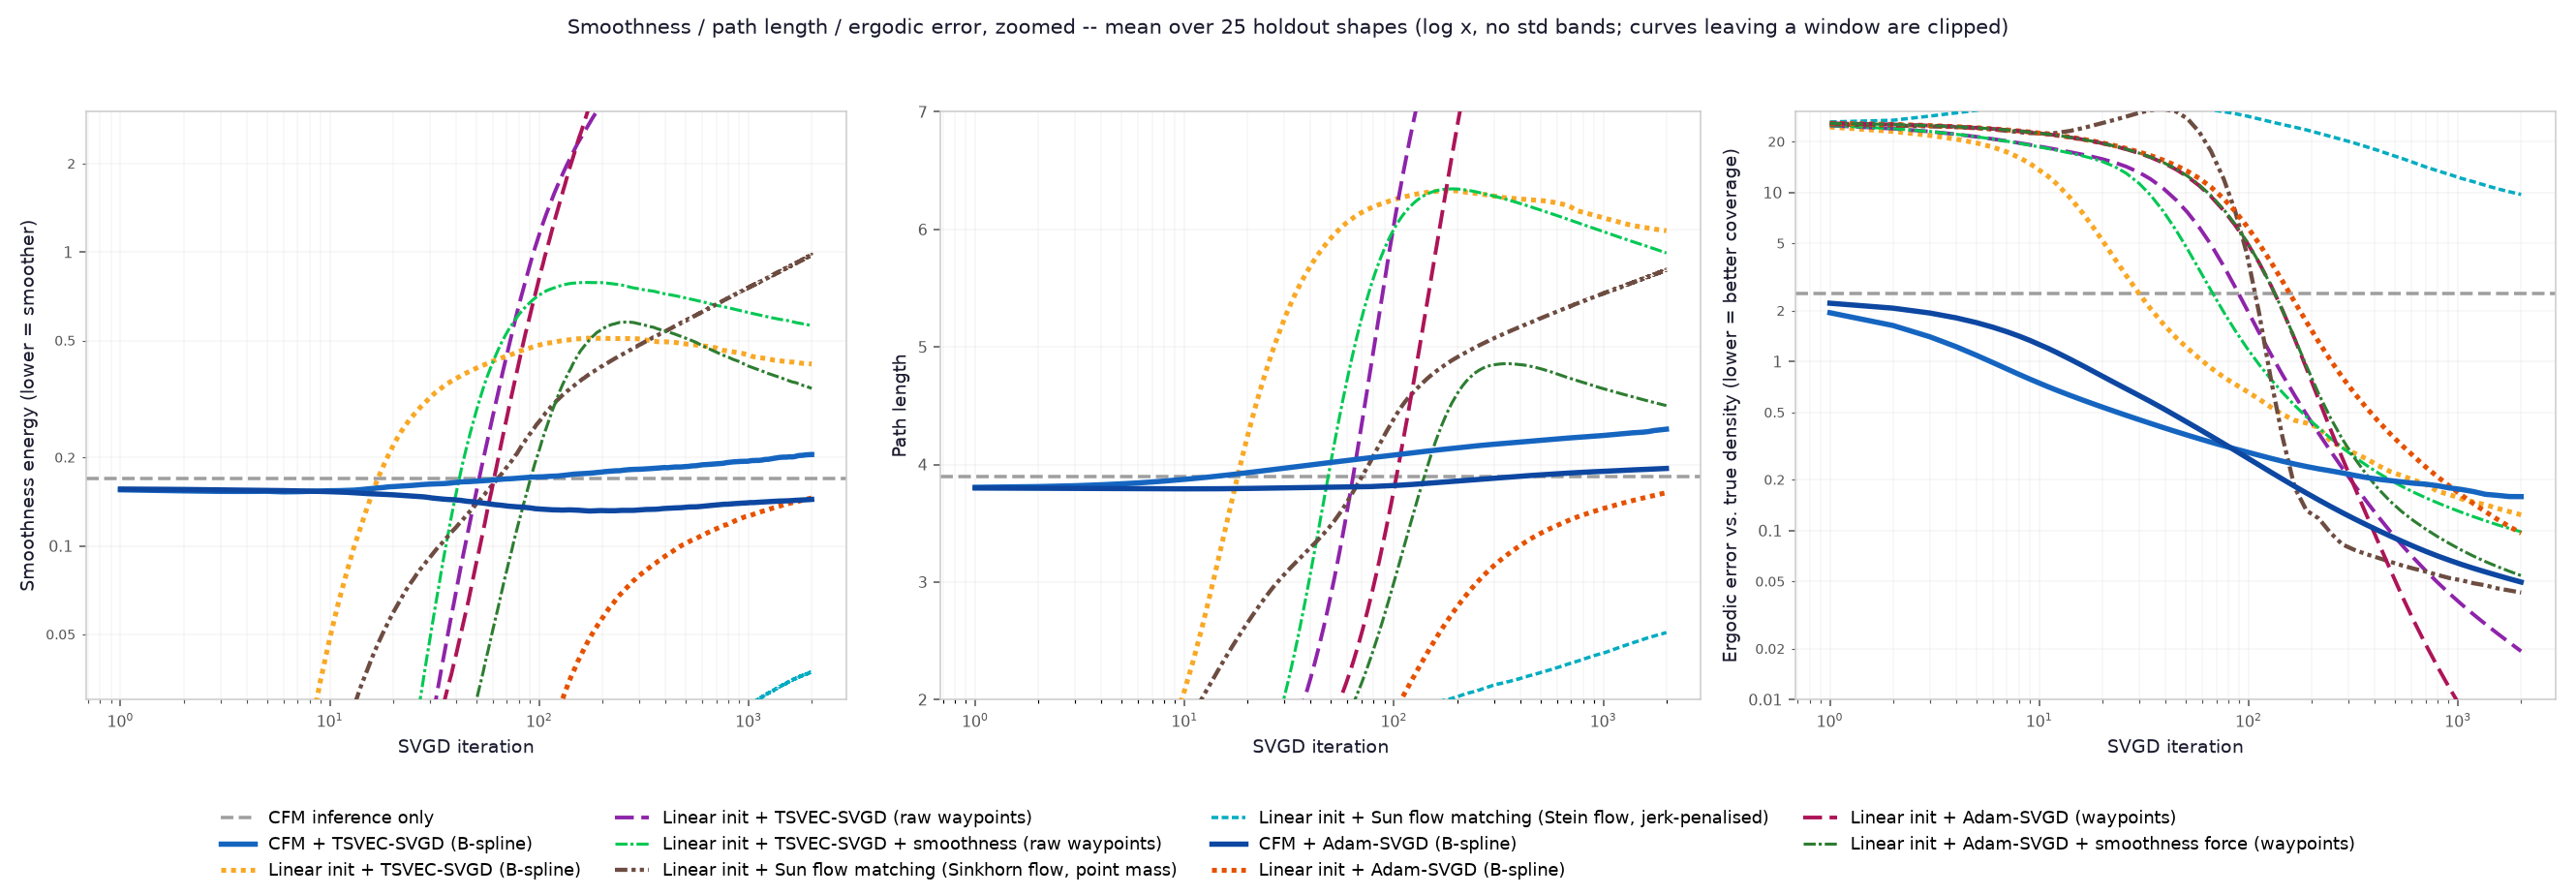 Smoothness / path length / ergodic error, zoomed -- mean over 25 holdout shapes (log x, no std bands; curves leaving a window are clipped)
Smoothness energy (lower = smoother)
2
1
0.5
0.2
0.1
0.05
10⁰
10¹
10²
10³
SVGD iteration
Path length
7
6
5
4
3
2
10⁰
10¹
10²
10³
SVGD iteration
Ergodic error vs. true density (lower = better coverage)
20
10
5
2
1
0.5
0.2
0.1
0.05
0.02
0.01
10⁰
10¹
10²
10³
SVGD iteration
CFM inference only
CFM + TSVEC-SVGD (B-spline)
Linear init + TSVEC-SVGD (B-spline)
Linear init + TSVEC-SVGD (raw waypoints)
Linear init + TSVEC-SVGD + smoothness (raw waypoints)
Linear init + Sun flow matching (Sinkhorn flow, point mass)
Linear init + Sun flow matching (Stein flow, jerk-penalised)
CFM + Adam-SVGD (B-spline)
Linear init + Adam-SVGD (B-spline)
Linear init + Adam-SVGD (waypoints)
Linear init + Adam-SVGD + smoothness force (waypoints)